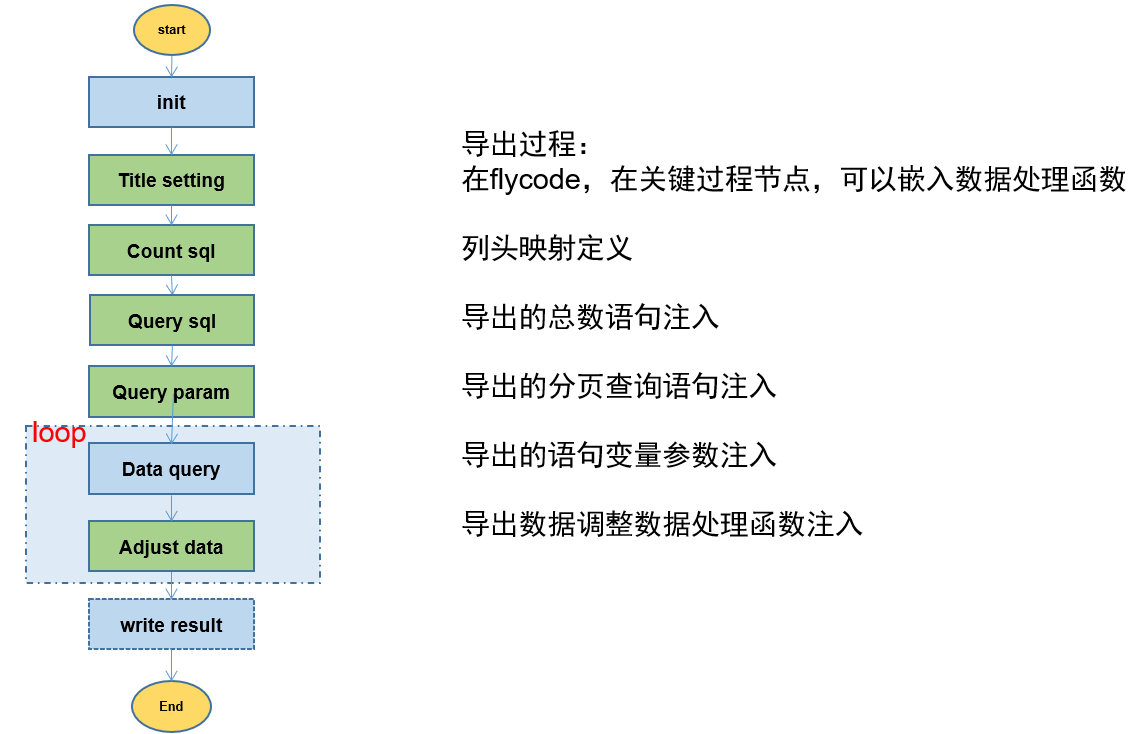 start
init
Title setting
Count sql
Query sql
Query param
loop
Data query
Adjust data
write result
End
导出过程：
在flycode，在关键过程节点，可以嵌入数据处理函数
列头映射定义
导出的总数语句注入
导出的分页查询语句注入
导出的语句变量参数注入
导出数据调整数据处理函数注入